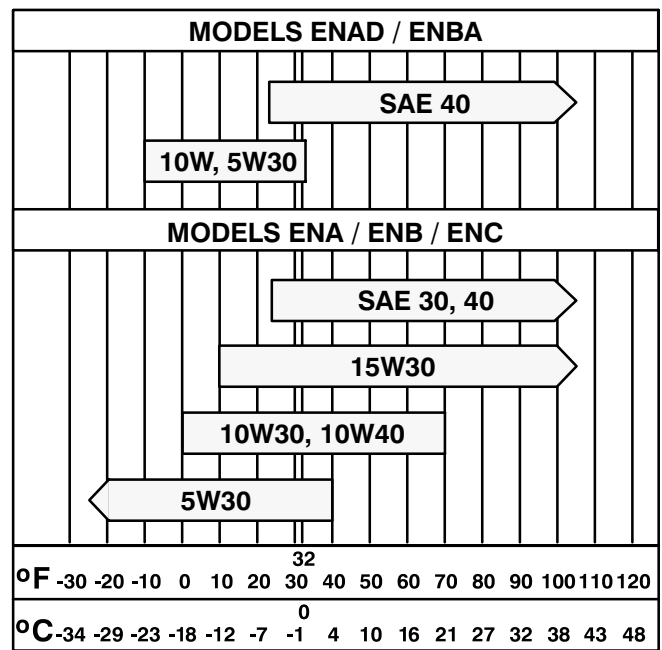 MODELS ENAD / ENBA
SAE 40
10W, 5W30
MODELS ENA / ENB / ENC
SAE 30, 40
15W30
10W30, 10W40
5W30
32
ºF -30 -20 -10 0 10 20 30 40 50 60 70 80 90 100 110 120
0
ºC -34 -29 -23 -18 -12 -7 -1 4 10 16 21 27 32 38 43 48